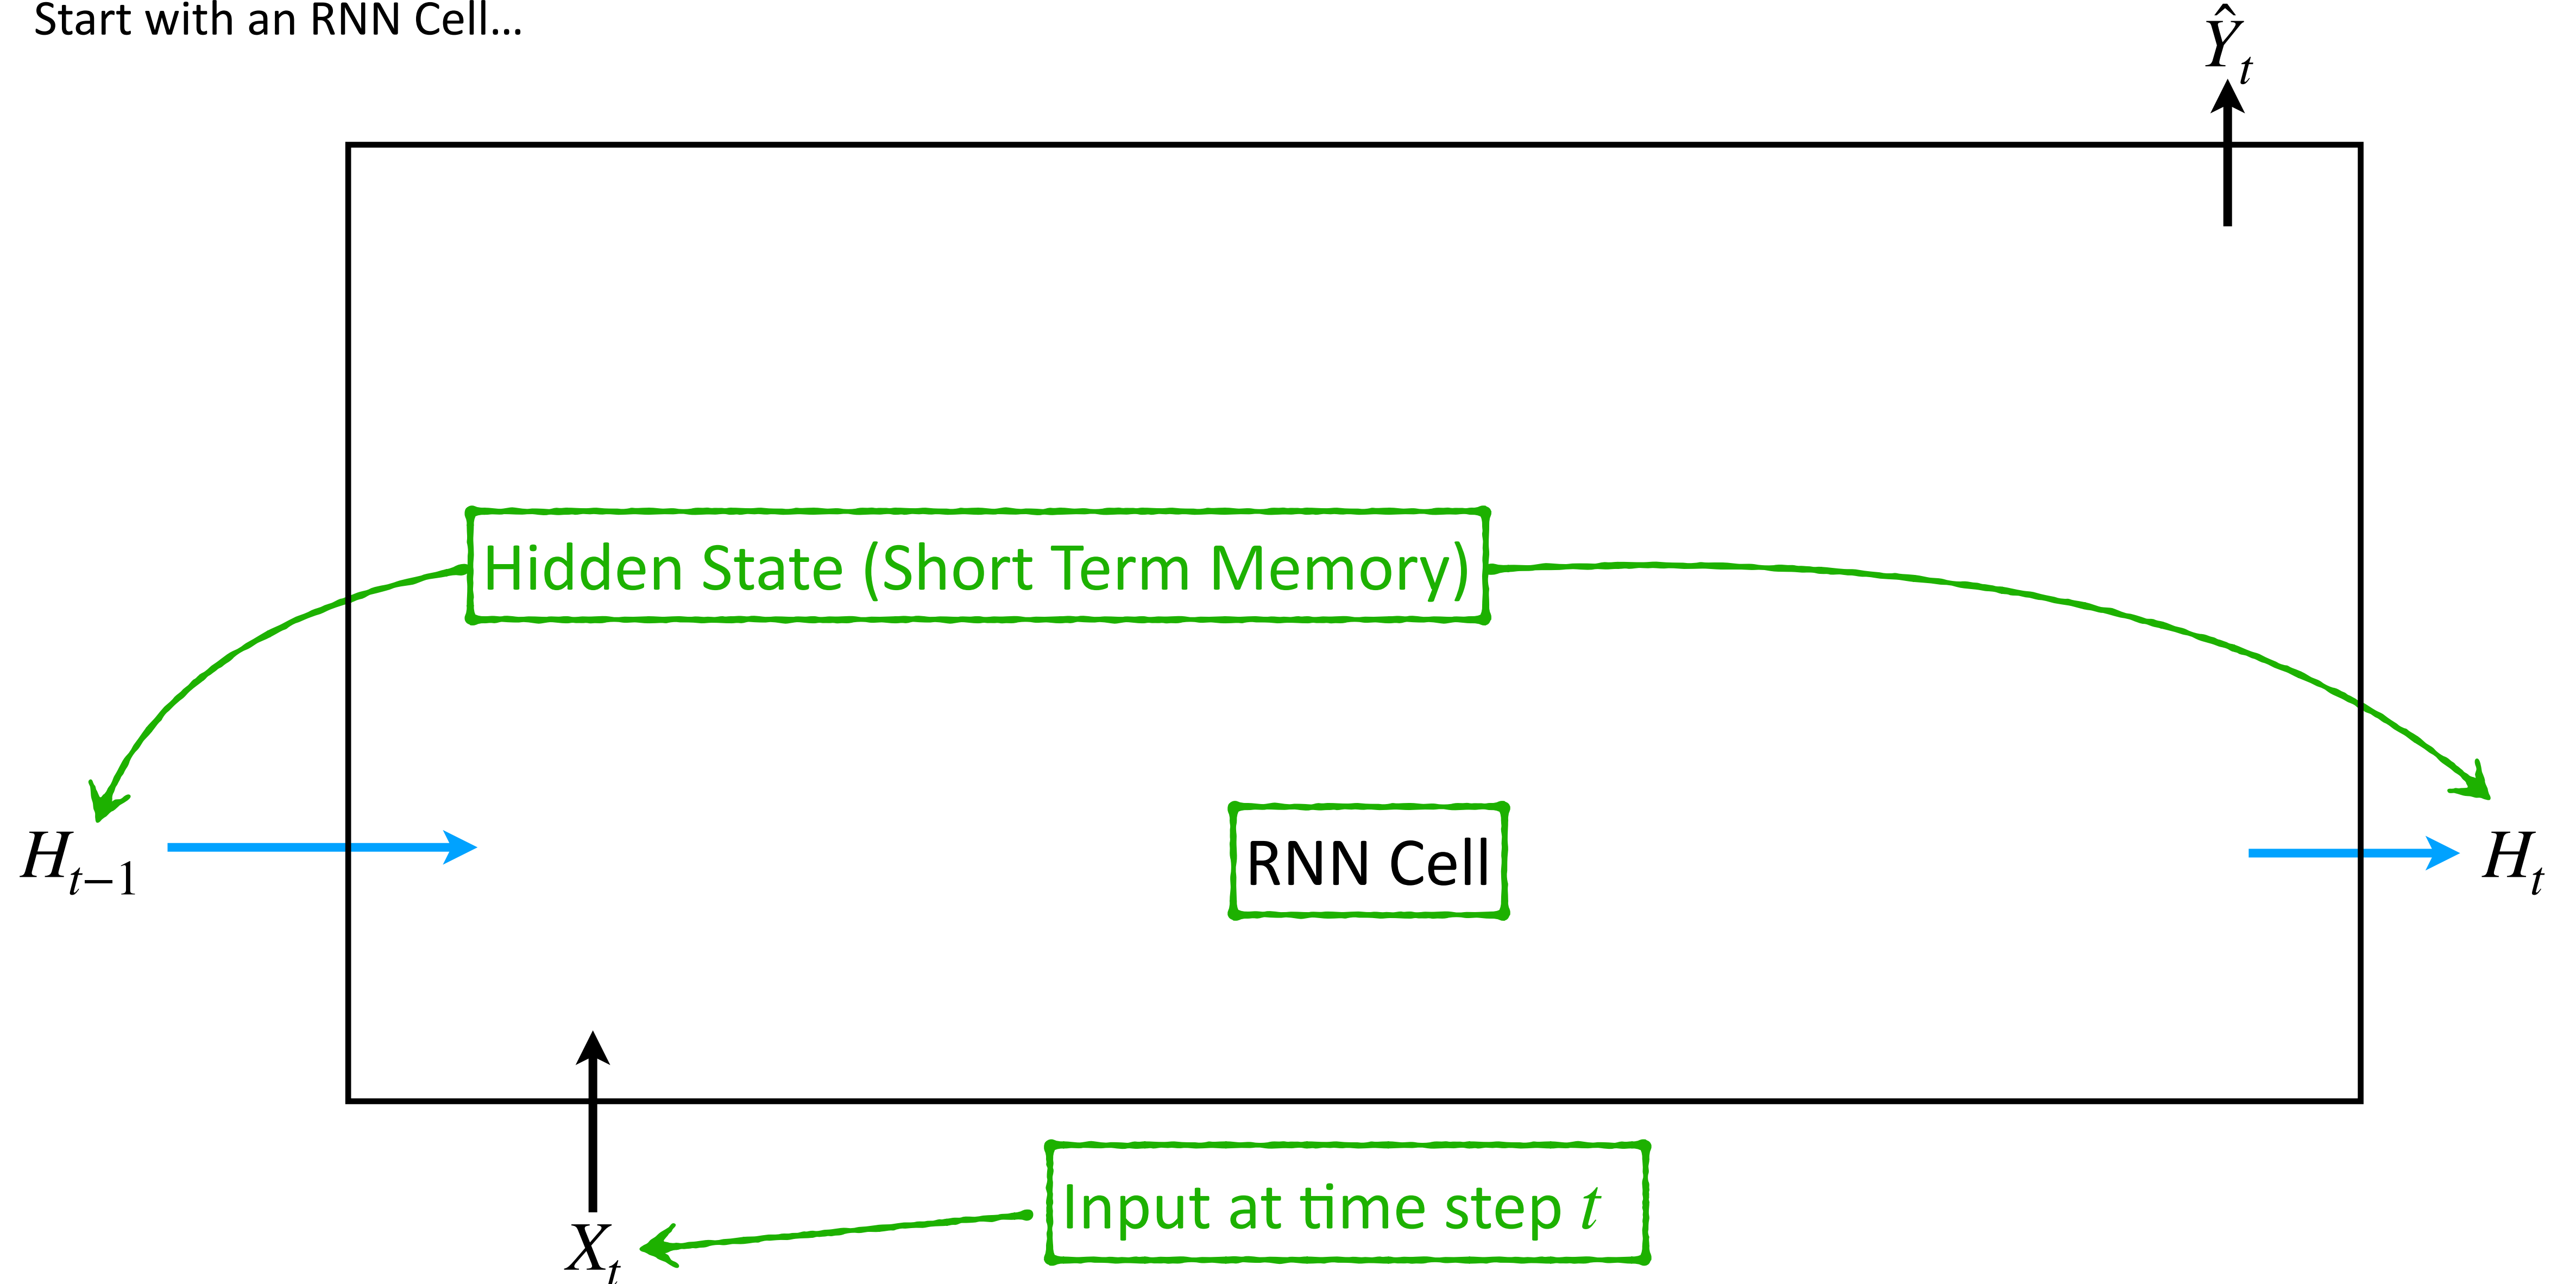 Start with an RNN Cell...
Ŷt
Hidden State (Short Term Memory)
Ht−1
RNN Cell
Ht
Input at time step t
Xt